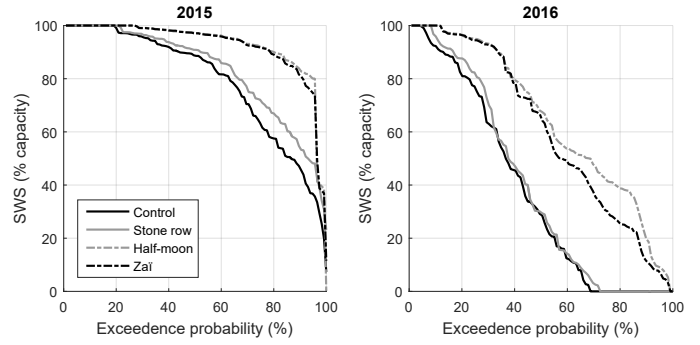 2015
SWS (% capacity)
100
80
60
40
20
0
Control
Stone row
Half-moon
Zaï
0 20 40 60 80 100
Exceedence probability (%)
2016
SWS (% capacity)
100
80
60
40
20
0
0 20 40 60 80 100
Exceedence probability (%)